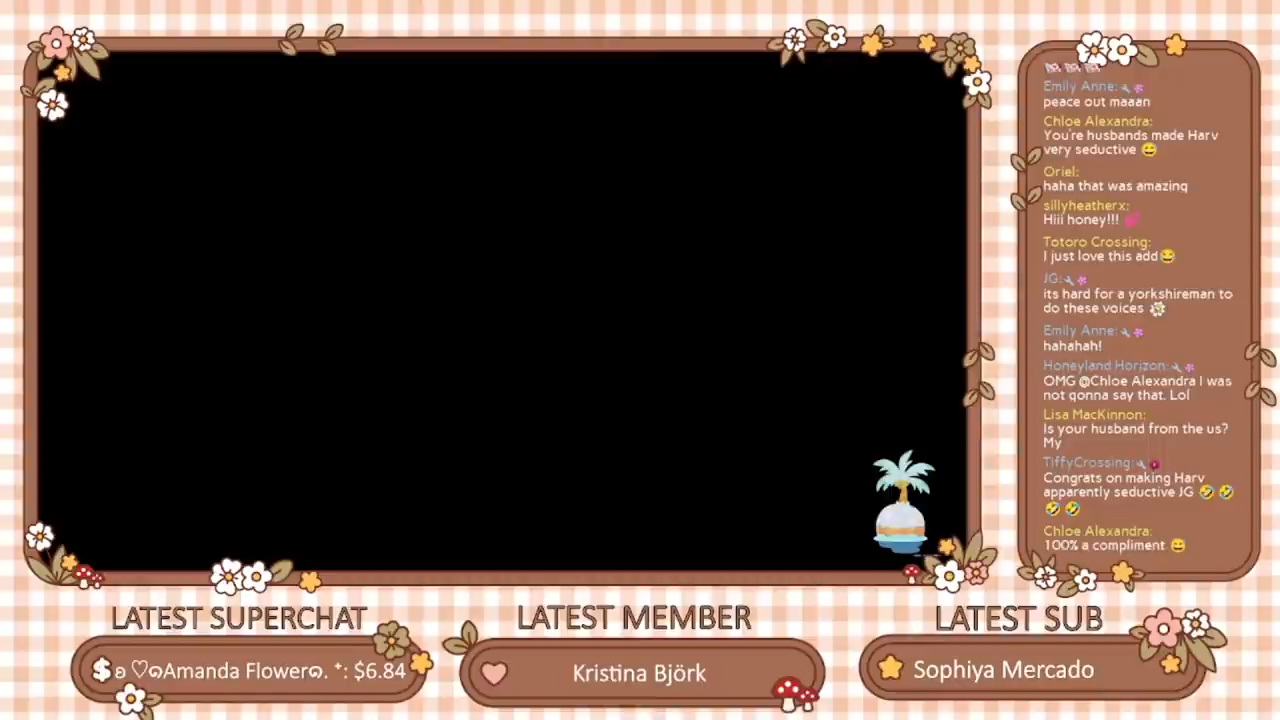 Emily Anne:
peace out maaan
Chloe Alexandra:
You're husbands made Harv
very seductive 😄
Oriel:
haha that was amazing
sillyheatherx:
Hiii honey!!! 💕
Totoro Crossing:
I just love this add😂
JG:
its hard for a yorkshireman to
do these voices
Emily Anne:
hahahah!
Honeyland Horizon:
OMG @Chloe Alexandra I was
not gonna say that. Lol
Lisa MacKinnon:
Is your husband from the us?
My
TiffyCrossing:
Congrats on making Harv
apparently seductive JG 🤣 🤣
🤣 🤣
Chloe Alexandra:
100% a compliment 😄
LATEST SUPERCHAT
$ ʚ ♡ɷAmanda Flowerɷ. ⁺: $6.84
LATEST MEMBER
Kristina Björk
LATEST SUB
Sophiya Mercado